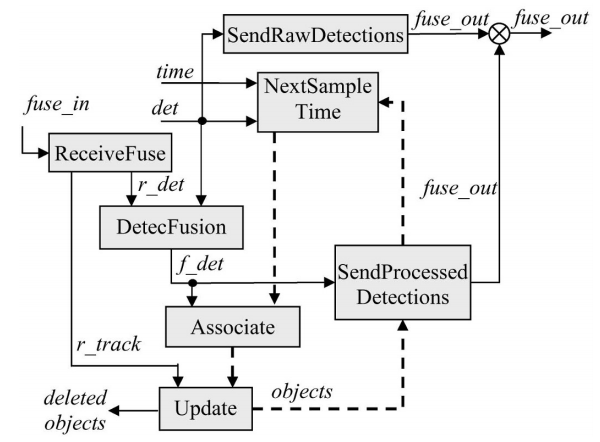 SendRawDetections
fuse_out
fuse_out
time
NextSample
Time
det
fuse_in
ReceiveFuse
r_det
fuse_out
DetecFusion
f_det
SendProcessed
Detections
Associate
r_track
objects
deleted
objects
Update